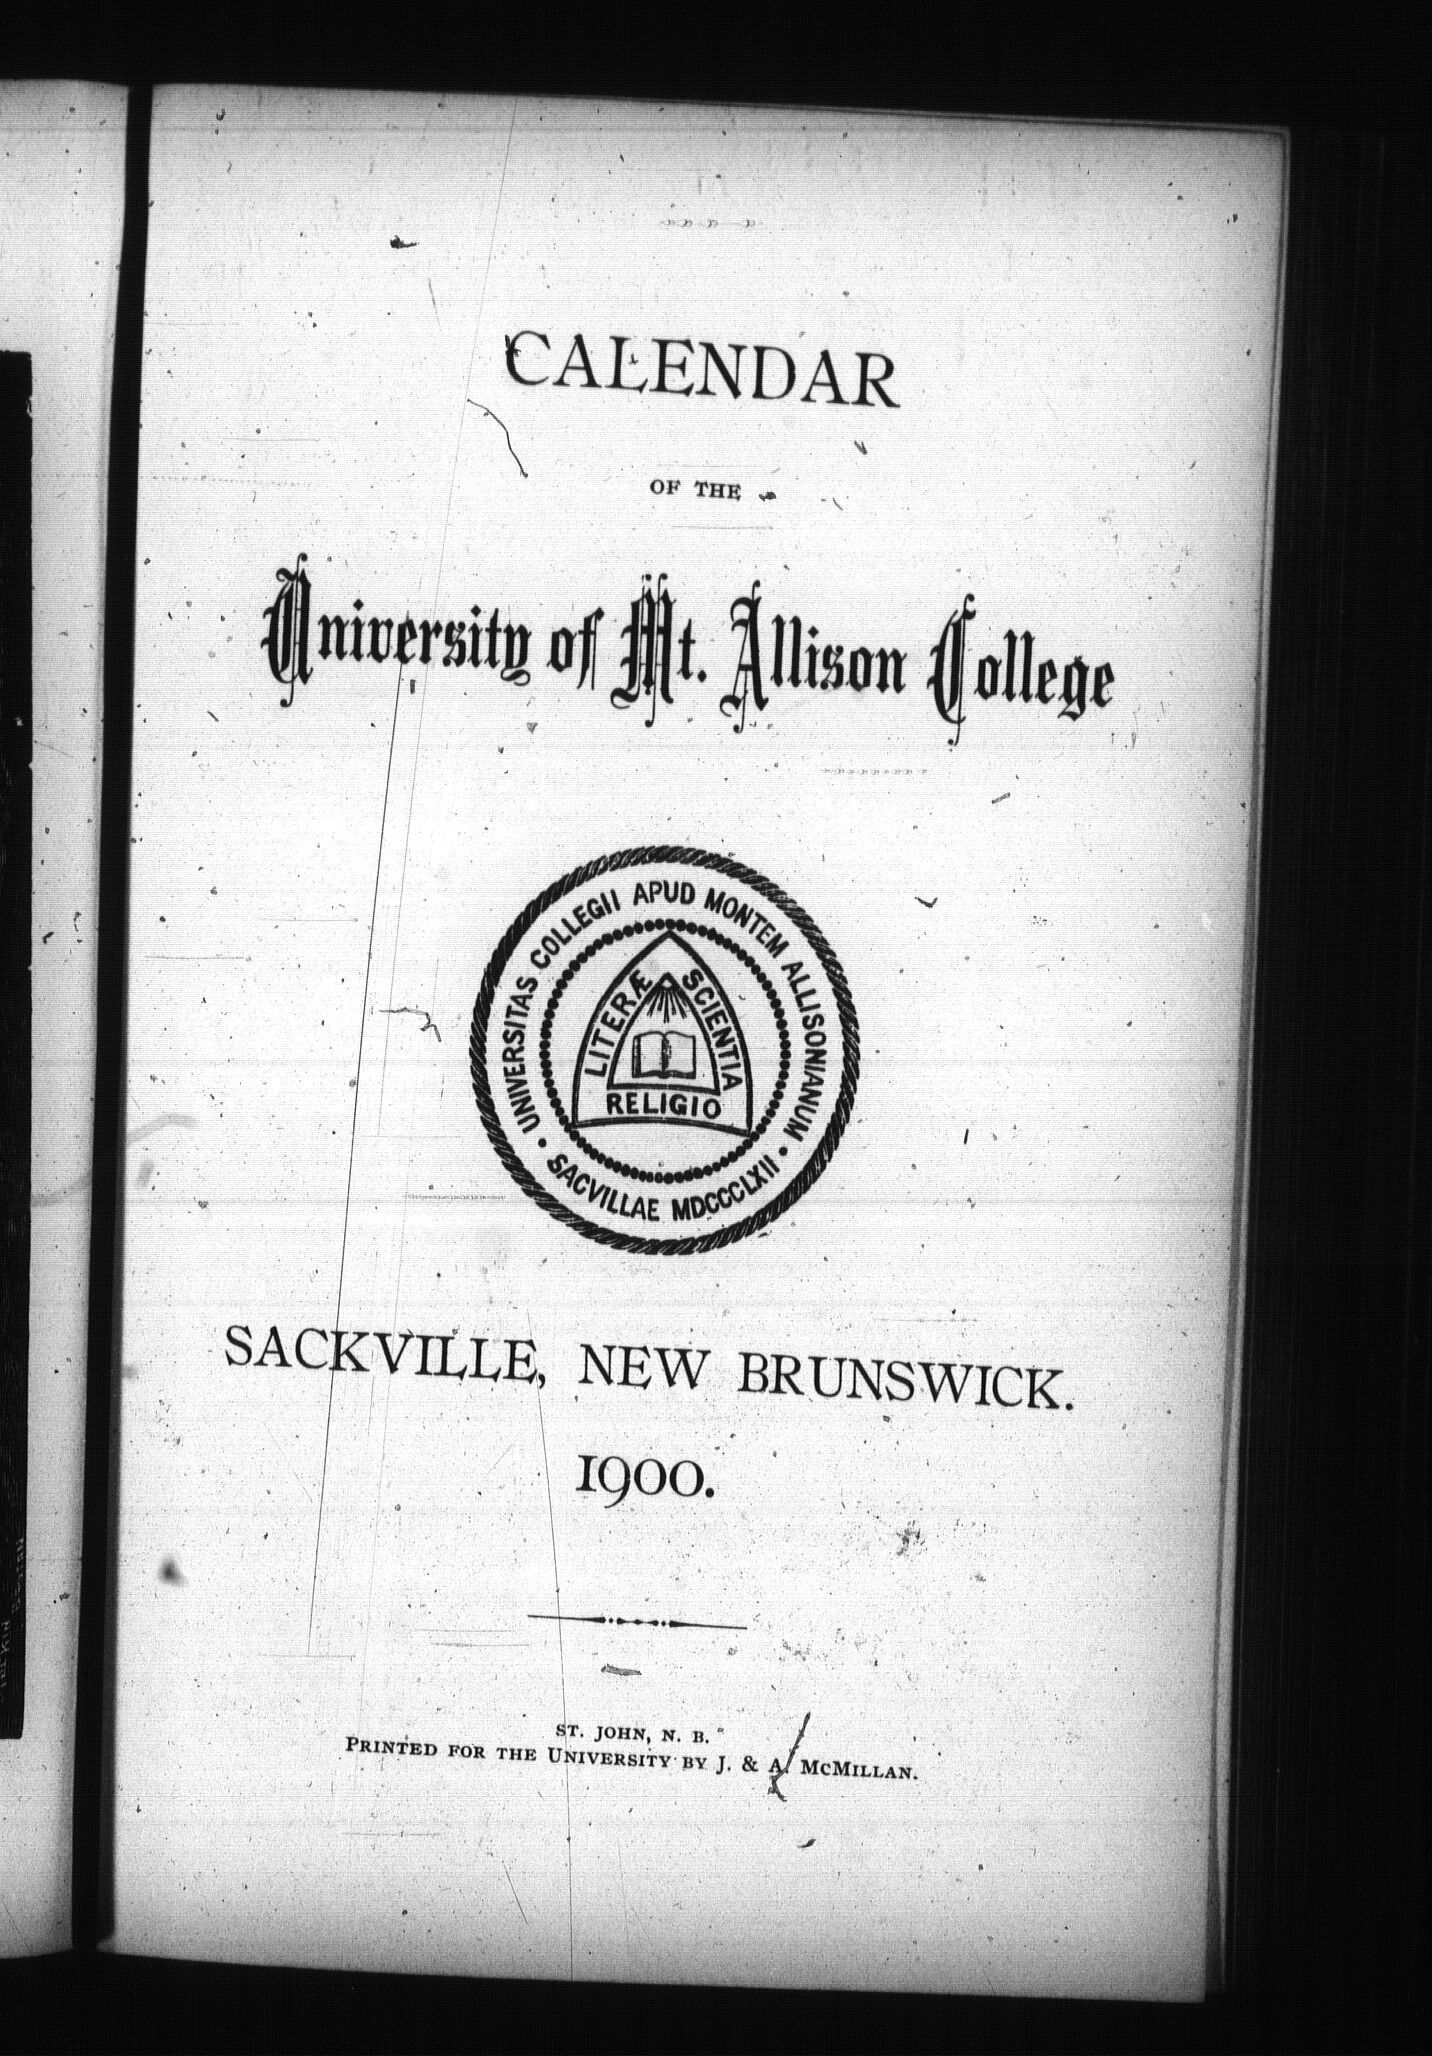 CALENDAR
OF THE
University of Mt. Allison College
UNIVERSITAS COLLEGII APUD MONTEM ALLISONIANUM
• SACVILLAE MDCCCLXII •
LITERÆ SCIENTIA
RELIGIO
SACKVILLE, NEW BRUNSWICK.
1900.
ST. JOHN, N. B.
PRINTED FOR THE UNIVERSITY BY J. & A. MCMILLAN.